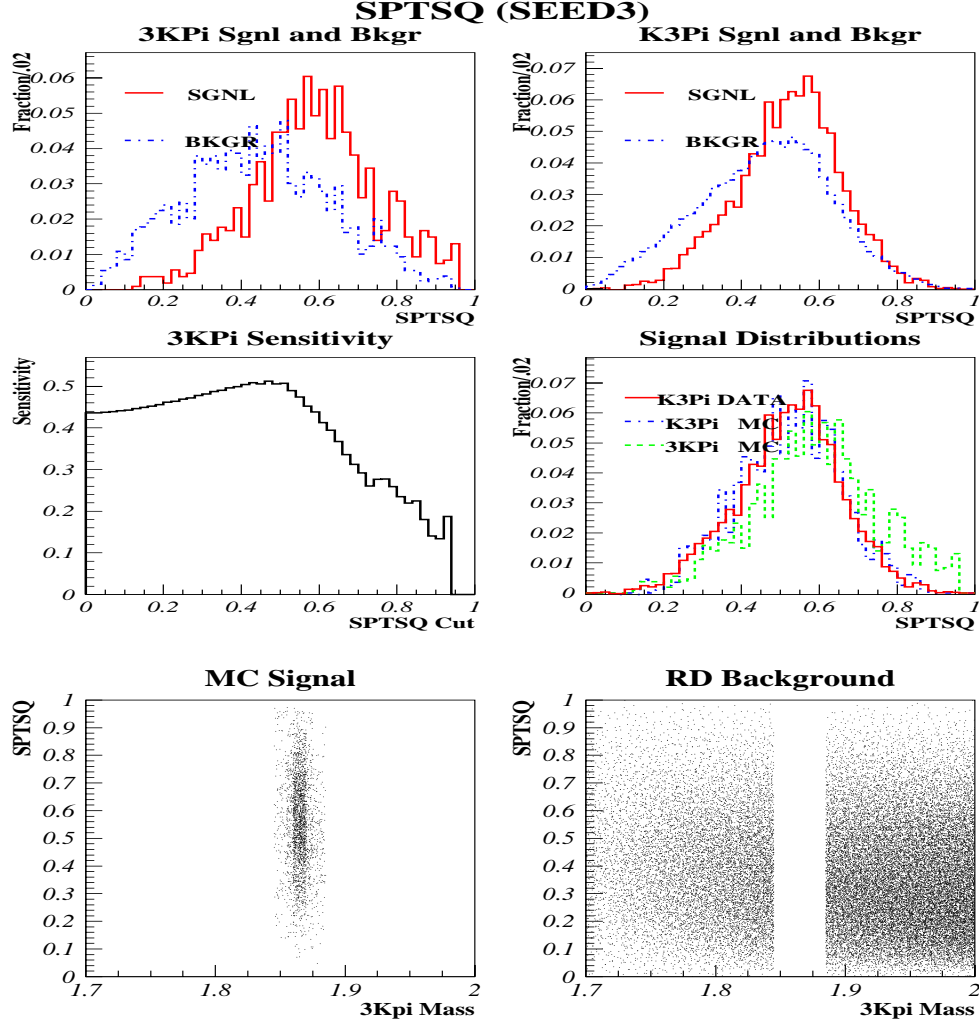 SPTSQ (SEED3)
3KPi Sgnl and Bkgr
Fraction/.02
0.06
0.05
0.04
0.03
0.02
0.01
0
SGNL
BKGR
0 0.2 0.4 0.6 0.8 1
SPTSQ
K3Pi Sgnl and Bkgr
Fraction/.02
0.07
0.06
0.05
0.04
0.03
0.02
0.01
0
SGNL
BKGR
0 0.2 0.4 0.6 0.8 1
SPTSQ
3KPi Sensitivity
Sensitivity
0.5
0.4
0.3
0.2
0.1
0
0 0.2 0.4 0.6 0.8 1
SPTSQ Cut
Signal Distributions
Fraction/.02
0.07
0.06
0.05
0.04
0.03
0.02
0.01
0
K3Pi DATA
K3Pi MC
3KPi MC
0 0.2 0.4 0.6 0.8 1
SPTSQ
MC Signal
SPTSQ
1
0.9
0.8
0.7
0.6
0.5
0.4
0.3
0.2
0.1
0
1.7 1.8 1.9 2
3Kpi Mass
RD Background
SPTSQ
1
0.9
0.8
0.7
0.6
0.5
0.4
0.3
0.2
0.1
0
1.7 1.8 1.9 2
3Kpi Mass